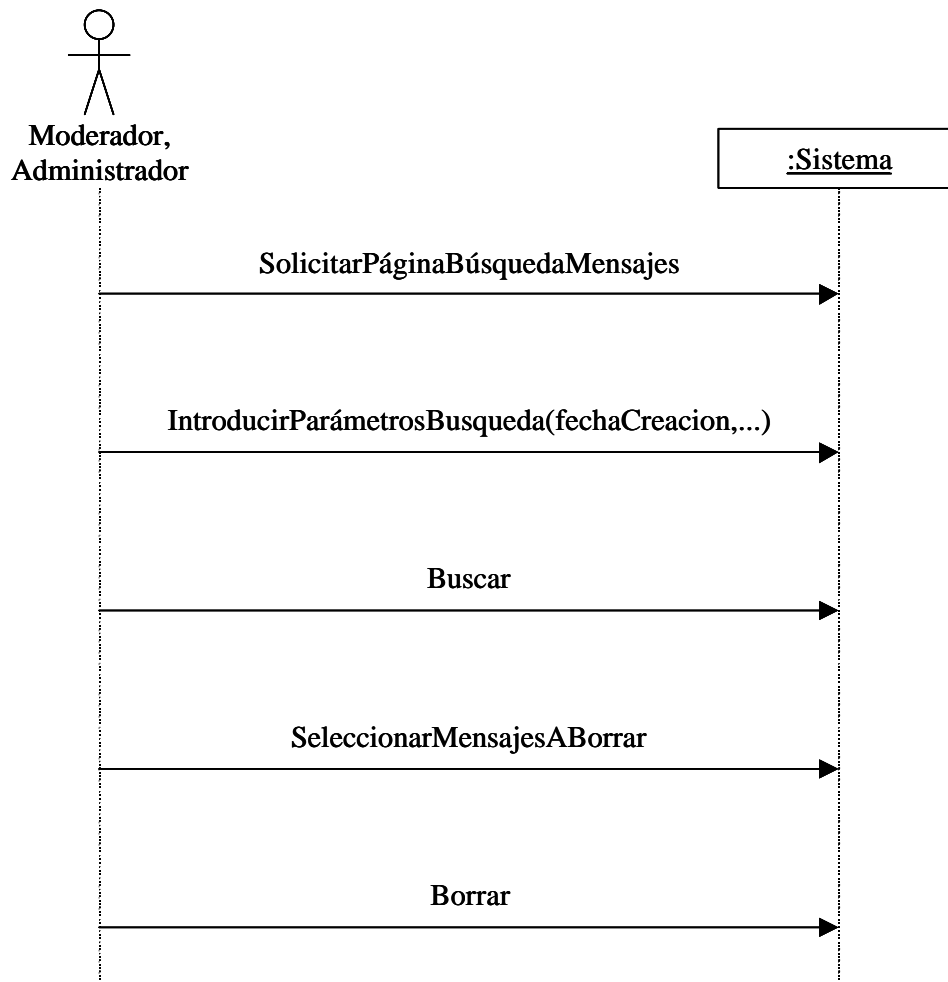 Moderador,
Administrador
:Sistema
SolicitarPáginaBúsquedaMensajes
IntroducirParámetrosBusqueda(fechaCreacion,...)
Buscar
SeleccionarMensajesABorrar
Borrar